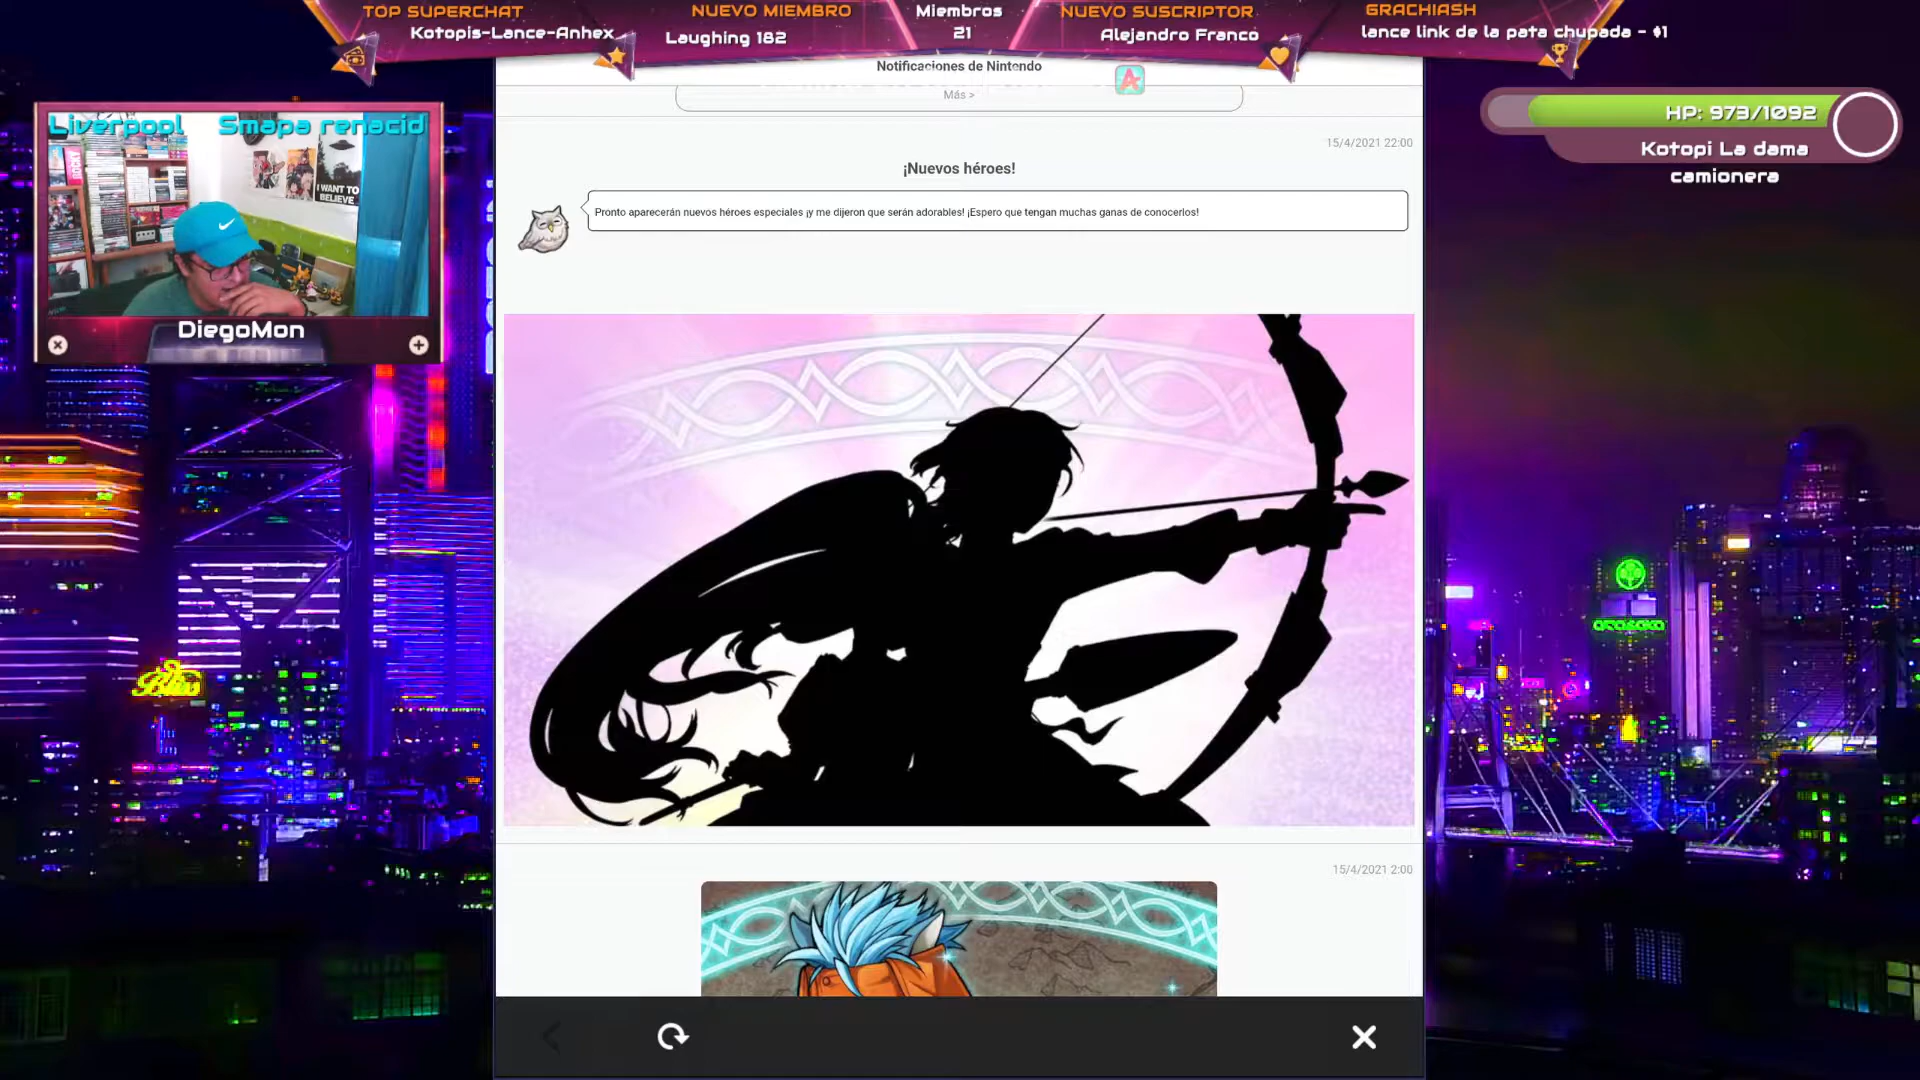 TOP SUPERCHAT
Kotopis-Lance-Anhex
NUEVO MIEMBRO
Laughing 182
Miembros
21
NUEVO SUSCRIPTOR
Alejandro Franco
GRACHIASH
lance link de la pata chupada - $1
Liverpool
Smapa renacid
I WANT TO
BELIEVE
DiegoMon
HP: 973/1092
Kotopi La dama
camionera
Notificaciones de Nintendo
Más >
15/4/2021 22:00
¡Nuevos héroes!
Pronto aparecerán nuevos héroes especiales ¡y me dijeron que serán adorables! ¡Espero que tengan muchas ganas de conocerlos!
15/4/2021 2:00
arasaka